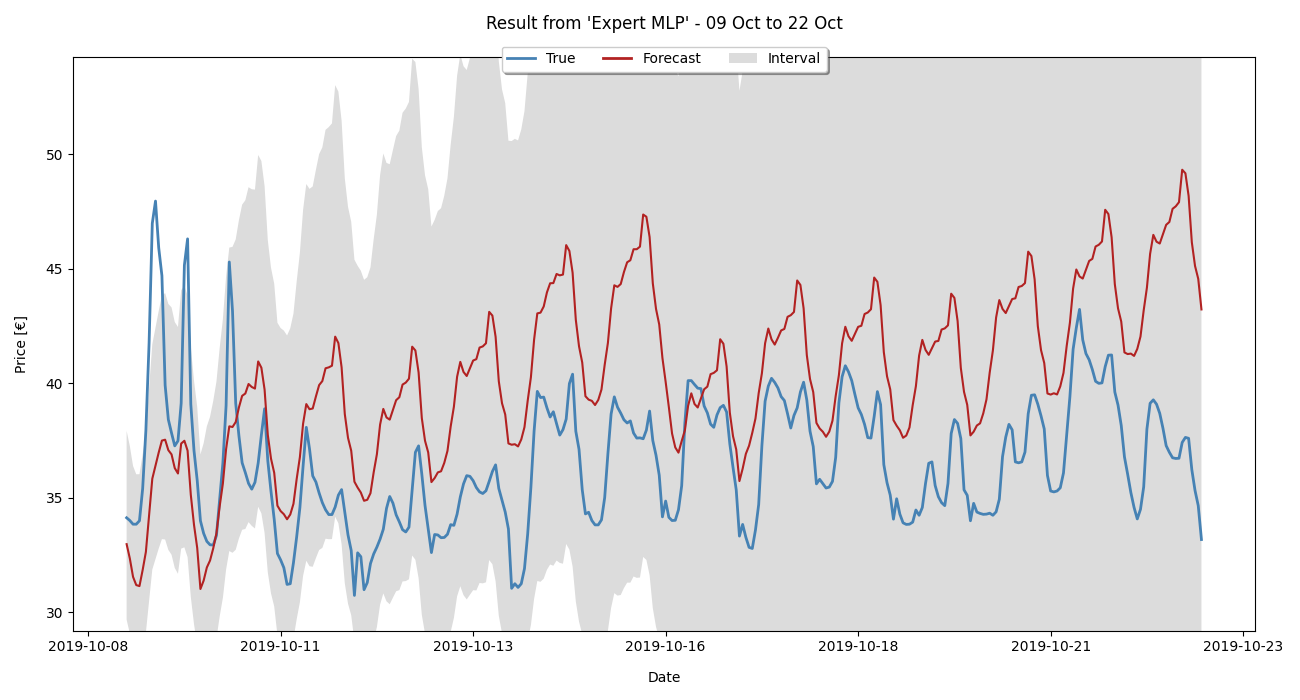 Result from 'Expert MLP' - 09 Oct to 22 Oct
True Forecast Interval
Price [€]
50
45
40
35
30
2019-10-08 2019-10-11 2019-10-13 2019-10-16 2019-10-18 2019-10-21 2019-10-23
Date